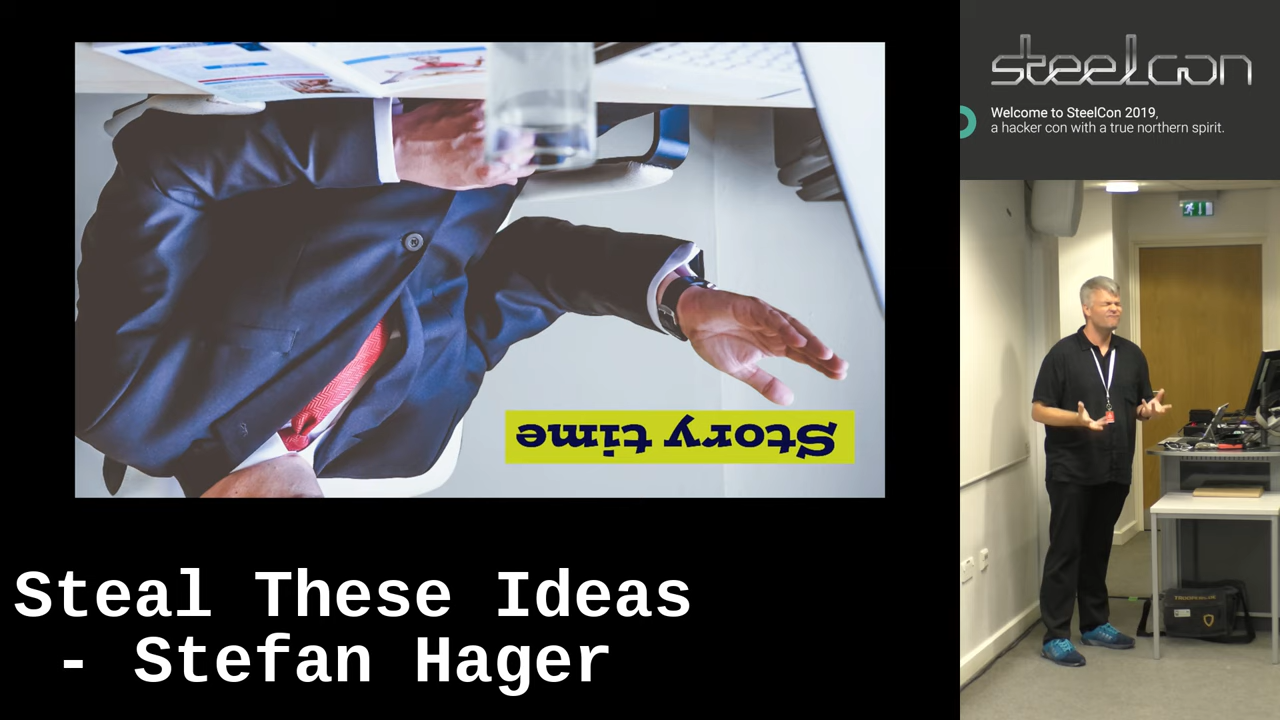 steelcon
Welcome to SteelCon 2019,
a hacker con with a true northern spirit.
Story time
Steal These Ideas
- Stefan Hager